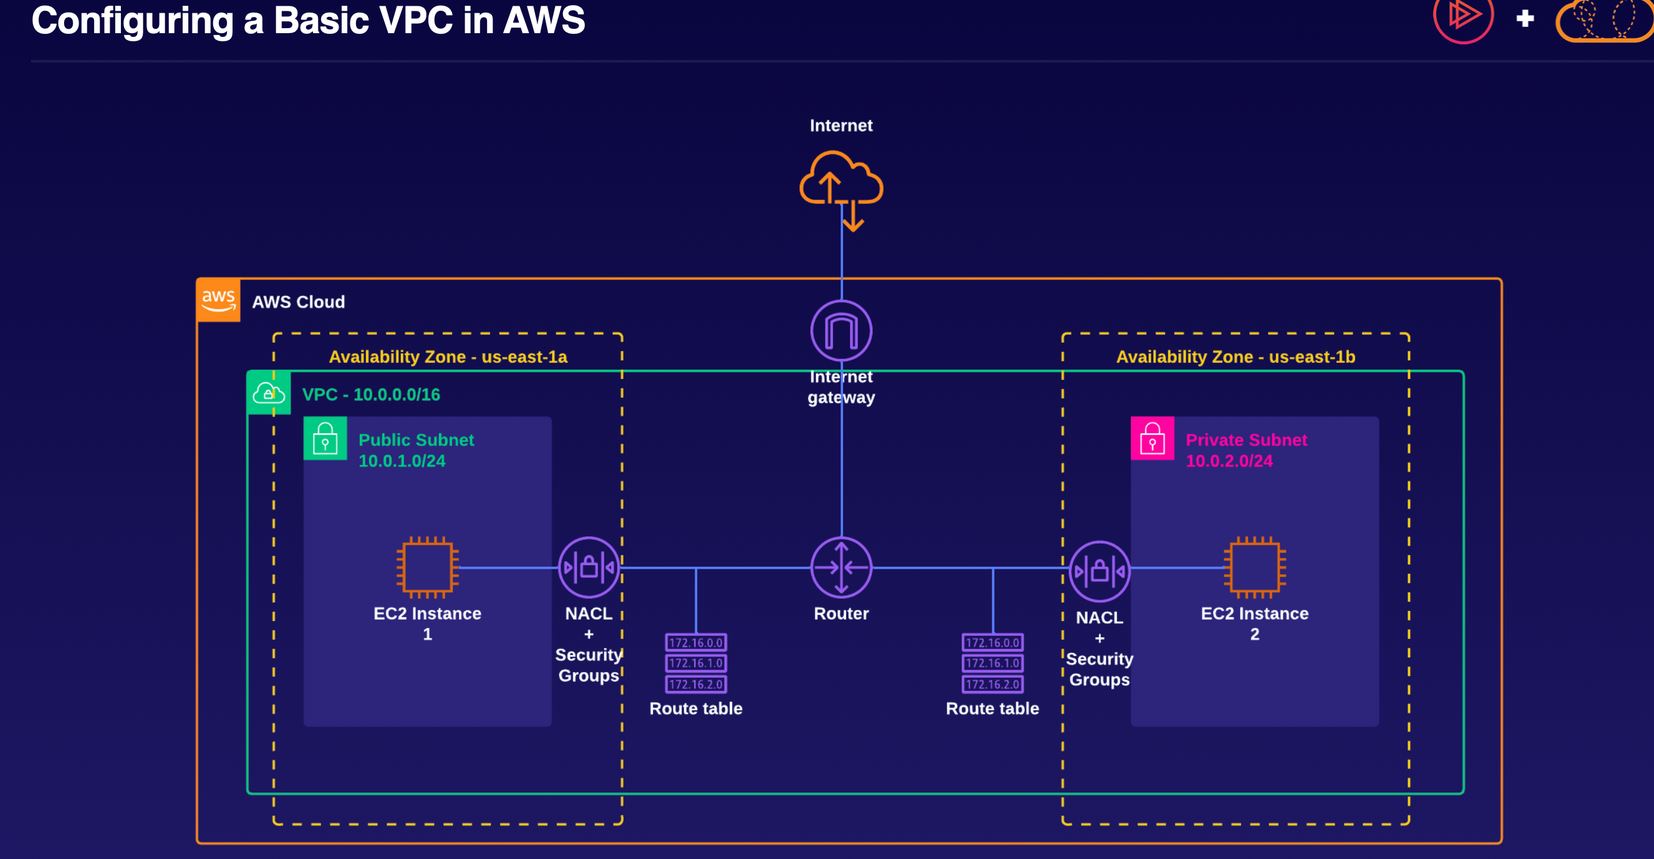 Configuring a Basic VPC in AWS
+
Internet
aws
AWS Cloud
Availability Zone - us-east-1a
Availability Zone - us-east-1b
Internet
gateway
VPC - 10.0.0.0/16
Public Subnet
10.0.1.0/24
Private Subnet
10.0.2.0/24
EC2 Instance
1
NACL
+
Security
Groups
172.16.0.0
172.16.1.0
172.16.2.0
Route table
Router
172.16.0.0
172.16.1.0
172.16.2.0
Route table
NACL
+
Security
Groups
EC2 Instance
2